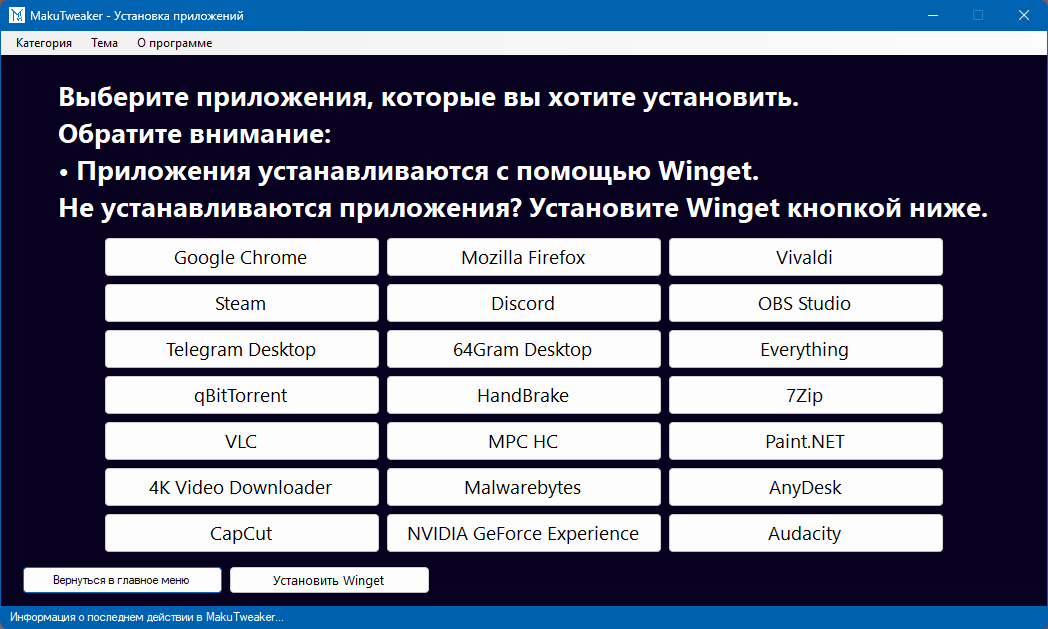 MakuTweaker - Установка приложений
Категория Тема О программе
Выберите приложения, которые вы хотите установить.
Обратите внимание:
• Приложения устанавливаются с помощью Winget.
Не устанавливаются приложения? Установите Winget кнопкой ниже.
Google Chrome Mozilla Firefox Vivaldi
Steam Discord OBS Studio
Telegram Desktop 64Gram Desktop Everything
qBitTorrent HandBrake 7Zip
VLC MPC HC Paint.NET
4K Video Downloader Malwarebytes AnyDesk
CapCut NVIDIA GeForce Experience Audacity
Вернуться в главное меню Установить Winget
Информация о последнем действии в MakuTweaker...